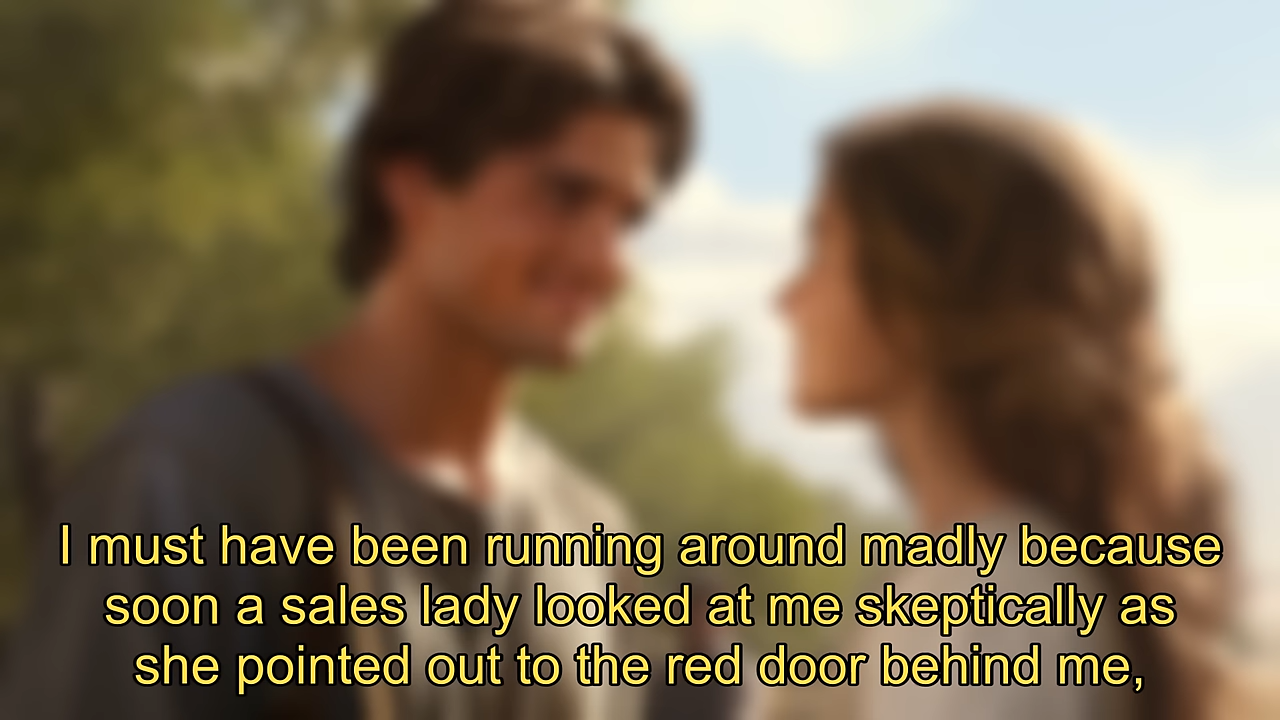 I must have been running around madly because
soon a sales lady looked at me skeptically as
she pointed out to the red door behind me,